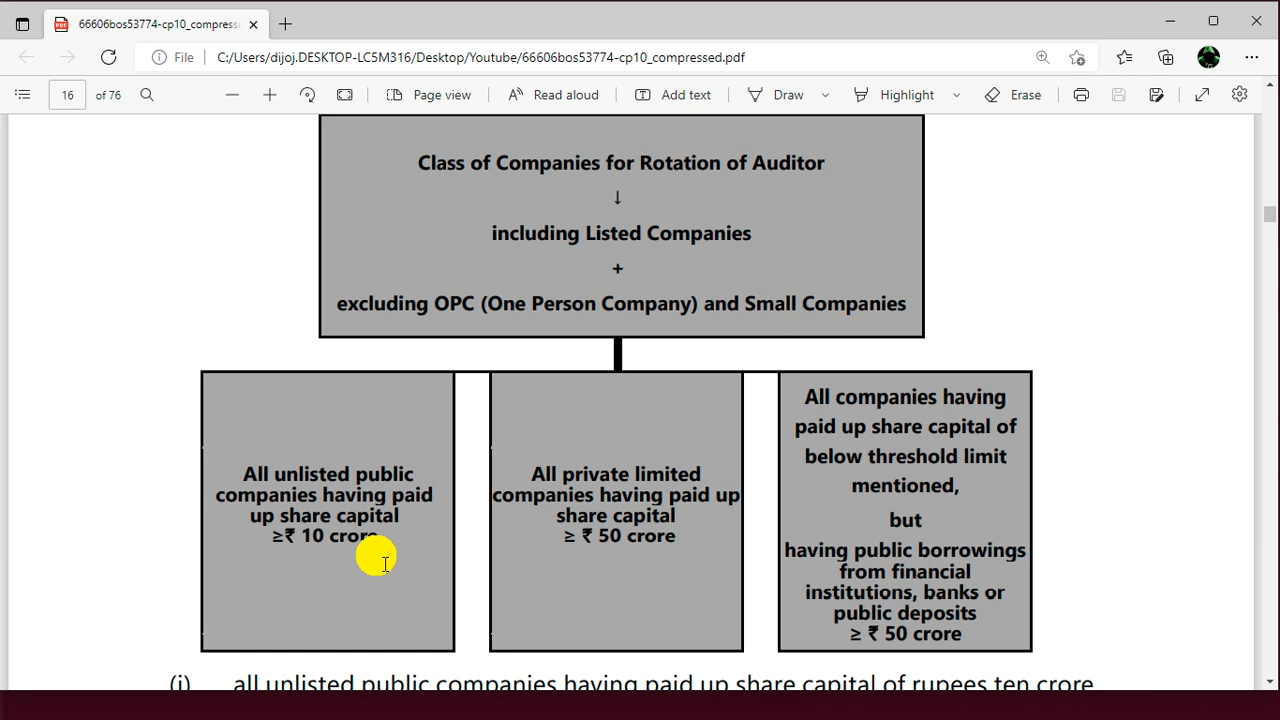 66606bos53774-cp10_compresse
File
C:/Users/dijoj.DESKTOP-LC5M316/Desktop/Youtube/66606bos53774-cp10_compressed.pdf
16 of 76
Page view
Read aloud
Add text
Draw
Highlight
Erase
Class of Companies for Rotation of Auditor
↓
including Listed Companies
+
excluding OPC (One Person Company) and Small Companies
All unlisted public
companies having paid
up share capital
≥₹ 10 crore
All private limited
companies having paid up
share capital
≥ ₹ 50 crore
All companies having
paid up share capital of
below threshold limit
mentioned,
but
having public borrowings
from financial
institutions, banks or
public deposits
≥ ₹ 50 crore
(i) all unlisted public companies having paid up share capital of rupees ten crore